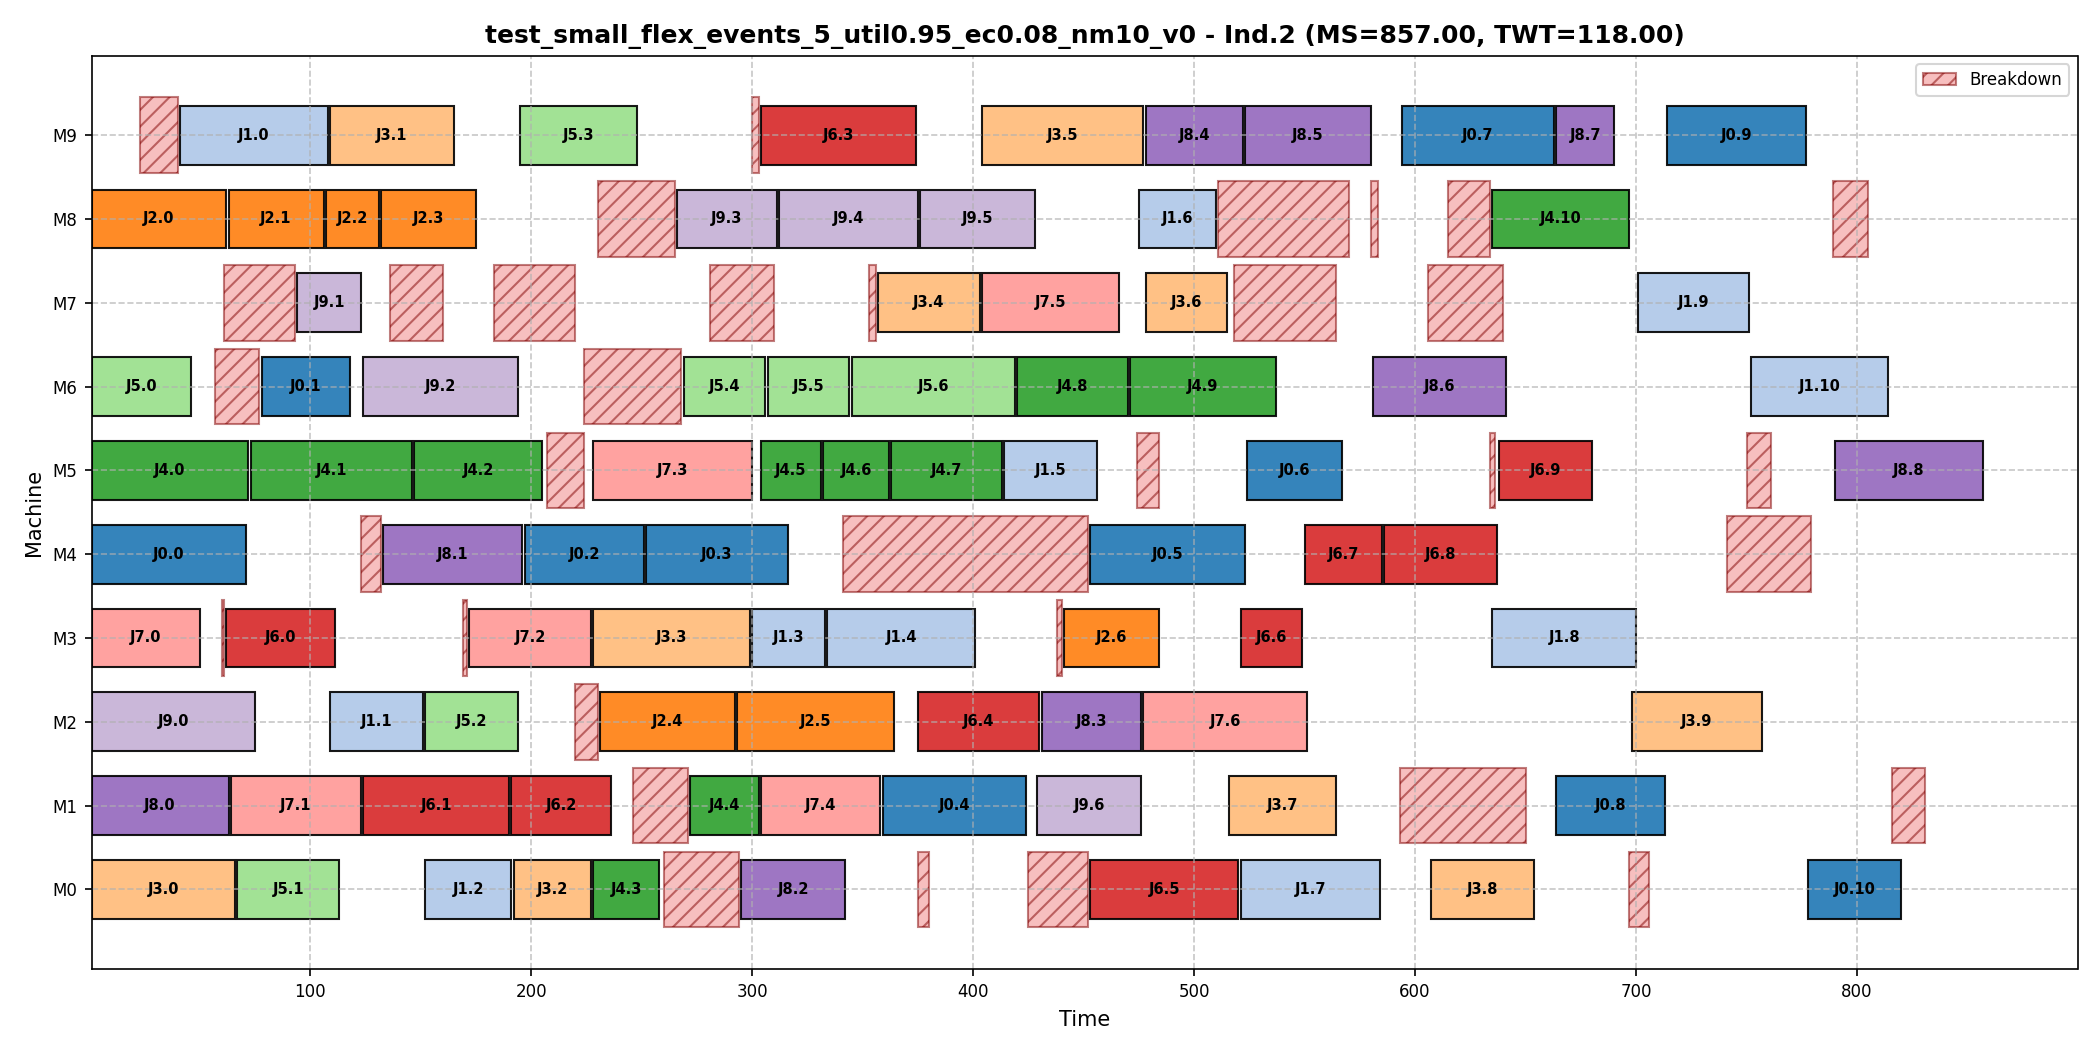 test_small_flex_events_5_util0.95_ec0.08_nm10_v0 - Ind.2 (MS=857.00, TWT=118.00)
Breakdown
M9 J1.0 J3.1 J5.3 J6.3 J3.5 J8.4 J8.5 J0.7 J8.7 J0.9
M8 J2.0 J2.1 J2.2 J2.3 J9.3 J9.4 J9.5 J1.6 J4.10
M7 J9.1 J3.4 J7.5 J3.6 J1.9
M6 J5.0 J0.1 J9.2 J5.4 J5.5 J5.6 J4.8 J4.9 J8.6 J1.10
M5 J4.0 J4.1 J4.2 J7.3 J4.5 J4.6 J4.7 J1.5 J0.6 J6.9 J8.8
M4 J0.0 J8.1 J0.2 J0.3 J0.5 J6.7 J6.8
M3 J7.0 J6.0 J7.2 J3.3 J1.3 J1.4 J2.6 J6.6 J1.8
M2 J9.0 J1.1 J5.2 J2.4 J2.5 J6.4 J8.3 J7.6 J3.9
M1 J8.0 J7.1 J6.1 J6.2 J4.4 J7.4 J0.4 J9.6 J3.7 J0.8
M0 J3.0 J5.1 J1.2 J3.2 J4.3 J8.2 J6.5 J1.7 J3.8 J0.10
Machine
100 200 300 400 500 600 700 800
Time